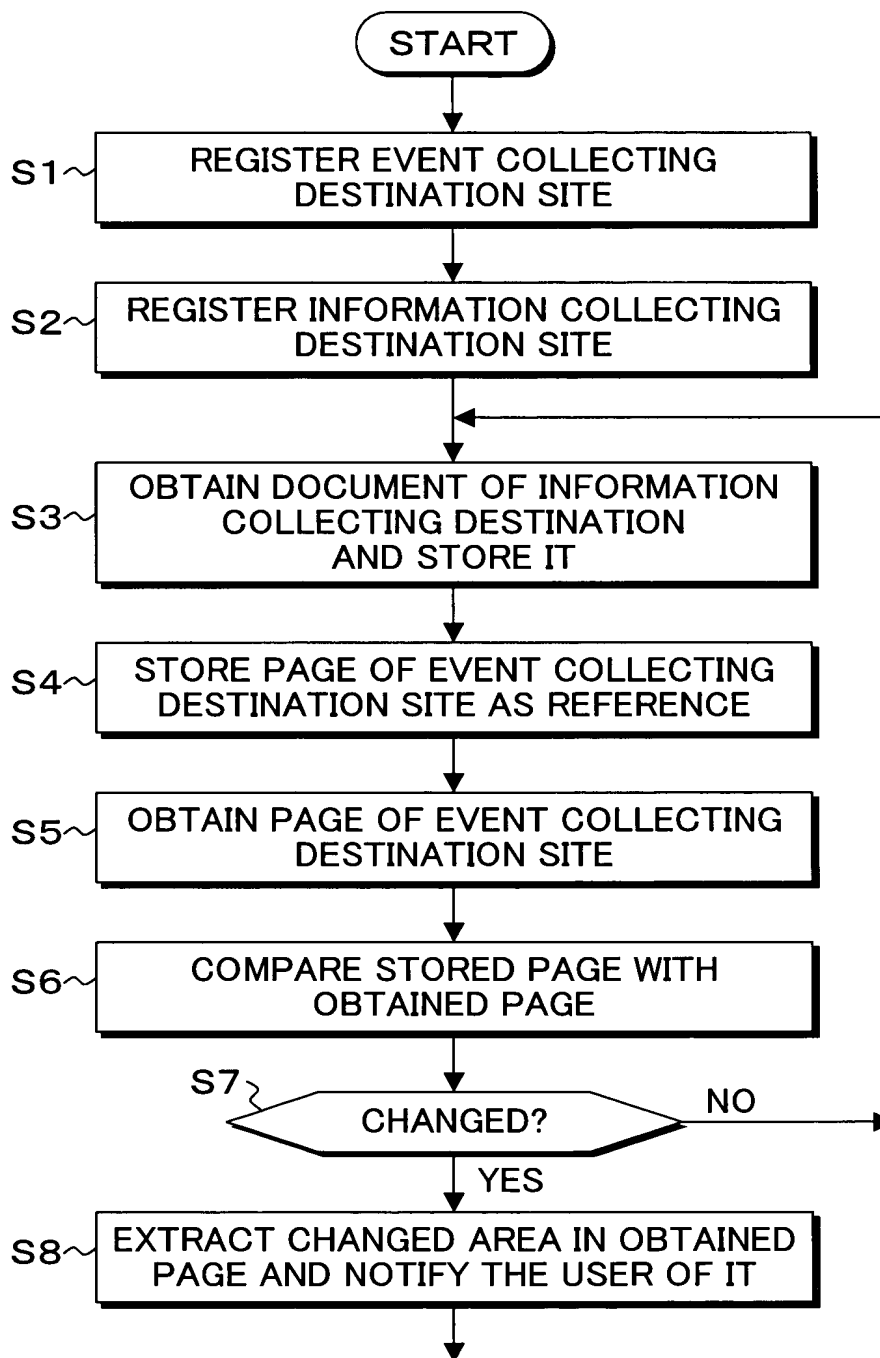 START
S1
REGISTER EVENT COLLECTING
DESTINATION SITE
S2
REGISTER INFORMATION COLLECTING
DESTINATION SITE
S3
OBTAIN DOCUMENT OF INFORMATION
COLLECTING DESTINATION
AND STORE IT
S4
STORE PAGE OF EVENT COLLECTING
DESTINATION SITE AS REFERENCE
S5
OBTAIN PAGE OF EVENT COLLECTING
DESTINATION SITE
S6
COMPARE STORED PAGE WITH
OBTAINED PAGE
S7
CHANGED?
NO
YES
S8
EXTRACT CHANGED AREA IN OBTAINED
PAGE AND NOTIFY THE USER OF IT